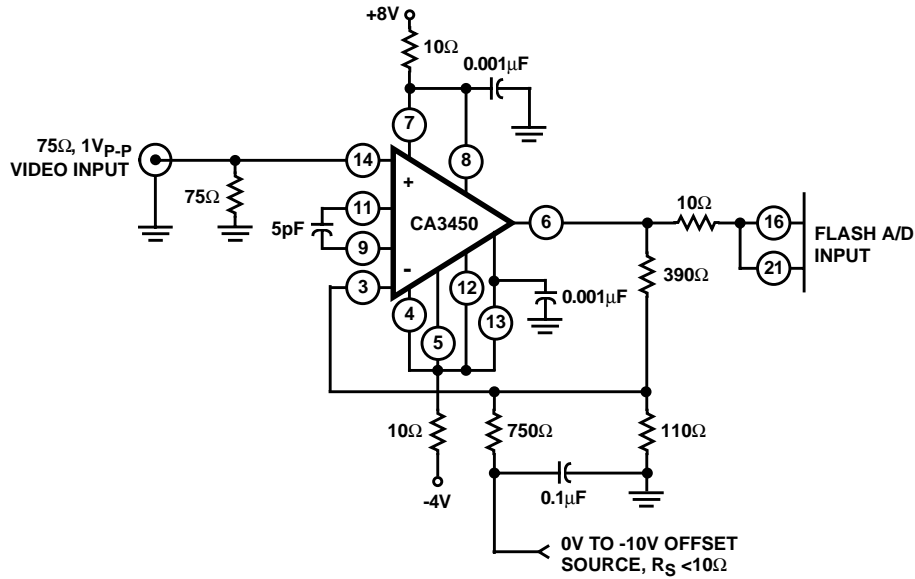 +8V
10Ω
0.001μF
7
8
75Ω, 1VP-P
VIDEO INPUT
14
75Ω
11
5pF
9
3
+
-
CA3450
6
10Ω
16
21
FLASH A/D
INPUT
390Ω
4
5
12
13
0.001μF
10Ω
-4V
750Ω
110Ω
0.1μF
0V TO -10V OFFSET
SOURCE, RS <10Ω